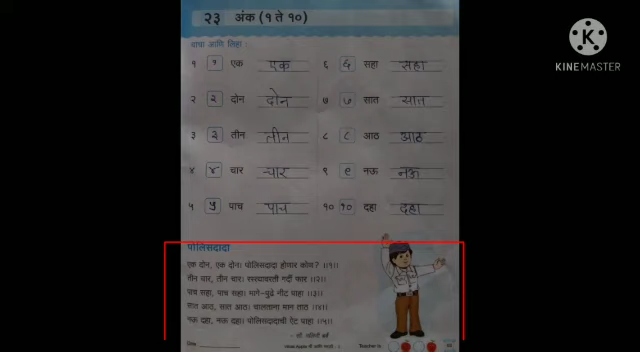 २३ अंक (१ ते १०)
KINEMASTER
वाचा आणि लिहा
१ १ एक एक ६ ६ सहा सहा
२ २ दोन दोन ७ ७ सात सात
३ ३ तीन तीन ८ ८ आठ आठ
४ ४ चार चार ९ ९ नऊ नऊ
५ ५ पाच पाच १० १० दहा दहा
पोलिसदादा
एक दोन, एक दोन। पोलिसदादा होणार कोण? ॥१॥
तीन चार, तीन चार। रस्त्यावरती गर्दी फार ॥२॥
पाच सहा, पाच सहा। मागे-पुढे नीट पाहा ॥३॥
सात आठ, सात आठ। चालताना मान ताठ ॥४॥
नऊ दहा, नऊ दहा। पोलिसदादाची ऐट पाहा ॥५॥
Date
Teacher's